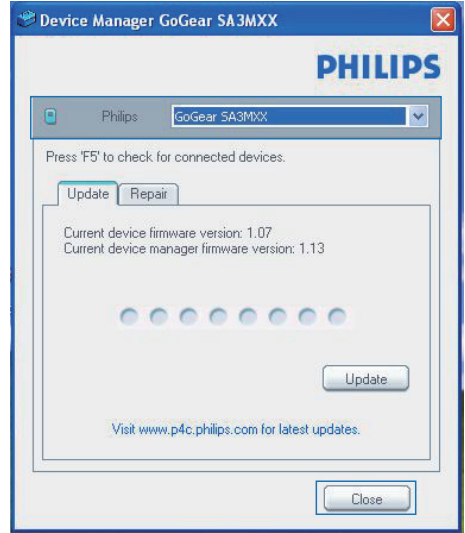 Device Manager GoGear SA3MXX
PHILIPS
Philips GoGear SA3MXX
Press 'F5' to check for connected devices.
Update Repair
Current device firmware version: 1.07
Current device manager firmware version: 1.13
Update
Visit www.p4c.philips.com for latest updates.
Close